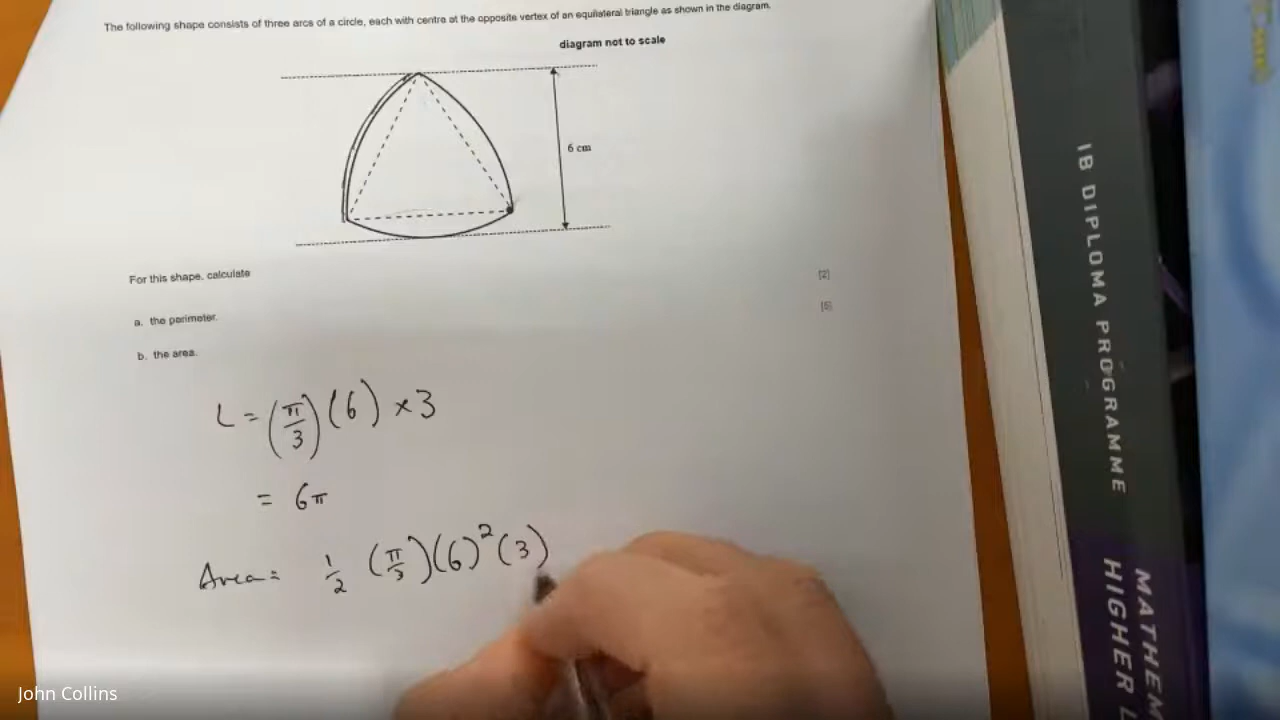 The following shape consists of three arcs of a circle, each with centre at the opposite vertex of an equilateral triangle as shown in the diagram.
diagram not to scale
6 cm
For this shape, calculate
a. the perimeter. [2]
b. the area. [5]
L = (π/3)(6) × 3
= 6π
Area = 1/2 (π/3)(6)²(3)
IB DIPLOMA PROGRAMME
MATHEM
HIGHER L
John Collins